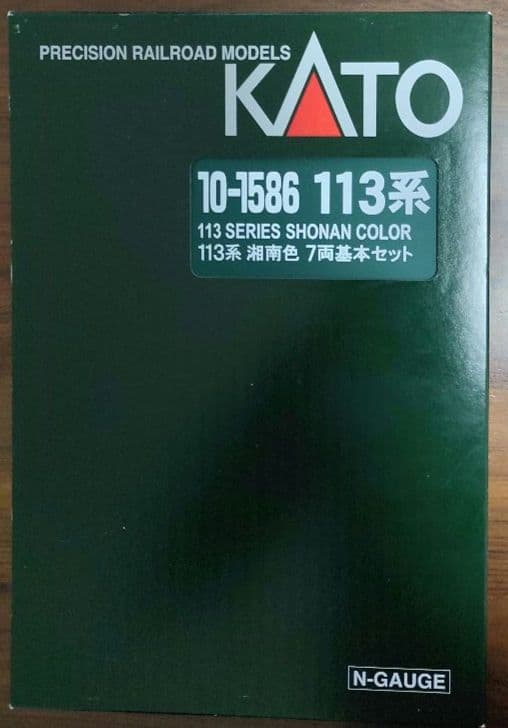 PRECISION RAILROAD MODELS
KATO
10-1586 113系
113 SERIES SHONAN COLOR
113系 湘南色 7両基本セット
N-GAUGE